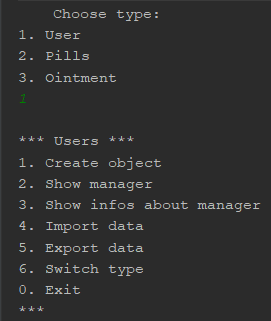 Choose type:
1. User
2. Pills
3. Ointment
1
*** Users ***
1. Create object
2. Show manager
3. Show infos about manager
4. Import data
5. Export data
6. Switch type
0. Exit
***